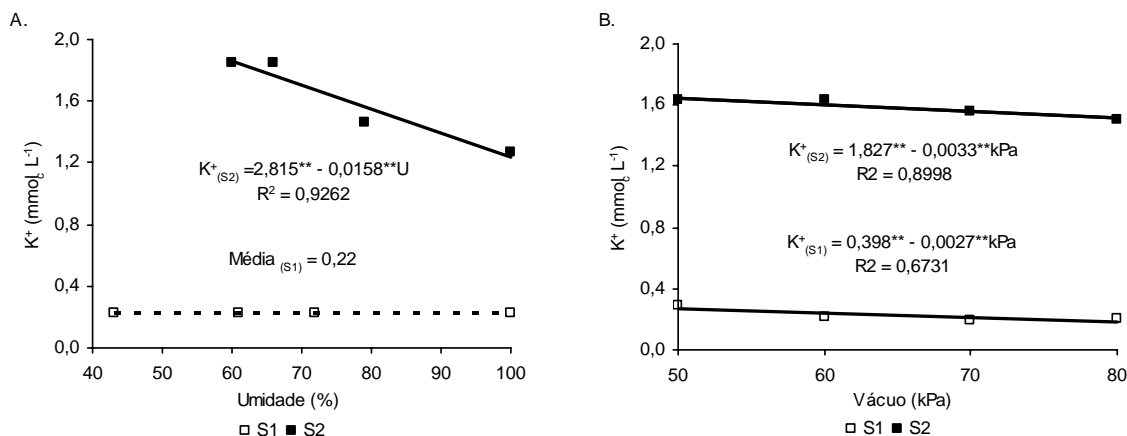 A.
2,0
1,6
1,2
0,8
0,4
0,0
K⁺ (mmol_c L⁻¹)
K⁺(S2) =2,815** - 0,0158**U
R² = 0,9262
Média (S1) = 0,22
40 50 60 70 80 90 100
Umidade (%)
□ S1 ■ S2
B.
2,0
1,6
1,2
0,8
0,4
0,0
K⁺ (mmol_c L⁻¹)
K⁺(S2) = 1,827** - 0,0033**kPa
R2 = 0,8998
K⁺(S1) = 0,398** - 0,0027**kPa
R2 = 0,6731
50 60 70 80
Vácuo (kPa)
□ S1 ■ S2